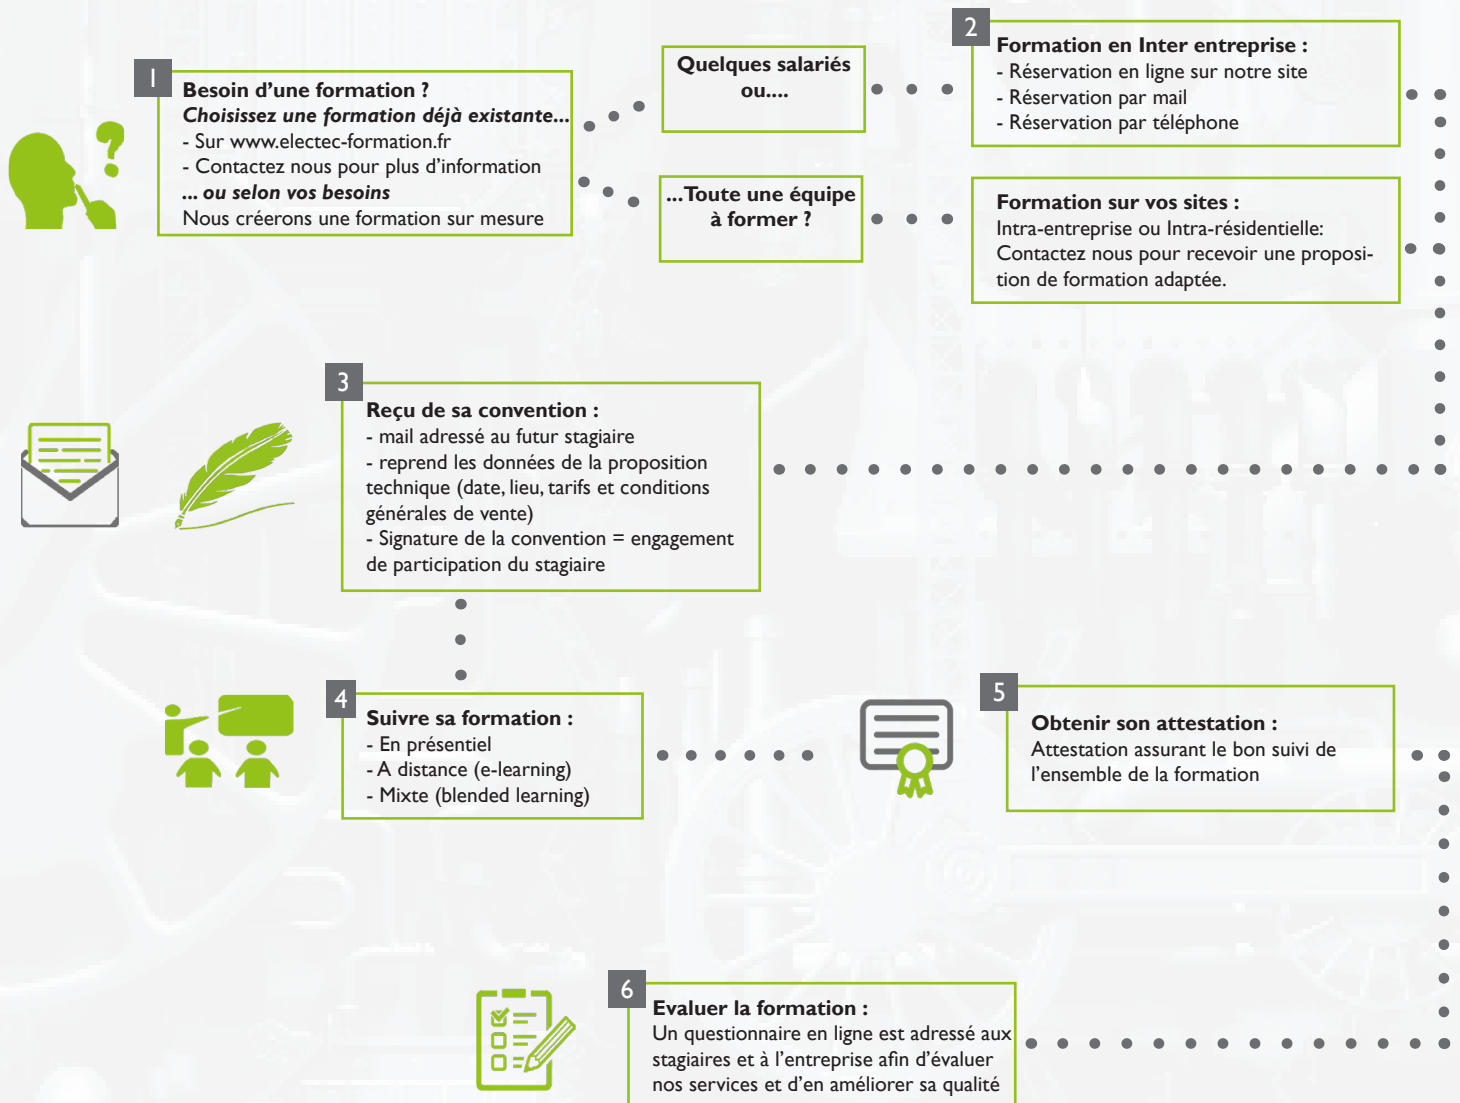 1
Besoin d’une formation ?
Choisissez une formation déjà existante...
- Sur www.electec-formation.fr
- Contactez nous pour plus d’information
... ou selon vos besoins
Nous créerons une formation sur mesure
Quelques salariés
ou....
...Toute une équipe
à former ?
2
Formation en Inter entreprise :
- Réservation en ligne sur notre site
- Réservation par mail
- Réservation par téléphone
Formation sur vos sites :
Intra-entreprise ou Intra-résidentielle:
Contactez nous pour recevoir une proposi-
tion de formation adaptée.
3
Reçu de sa convention :
- mail adressé au futur stagiaire
- reprend les données de la proposition
technique (date, lieu, tarifs et conditions
générales de vente)
- Signature de la convention = engagement
de participation du stagiaire
4
Suivre sa formation :
- En présentiel
- A distance (e-learning)
- Mixte (blended learning)
5
Obtenir son attestation :
Attestation assurant le bon suivi de
l’ensemble de la formation
6
Evaluer la formation :
Un questionnaire en ligne est adressé aux
stagiaires et à l’entreprise afin d’évaluer
nos services et d’en améliorer sa qualité